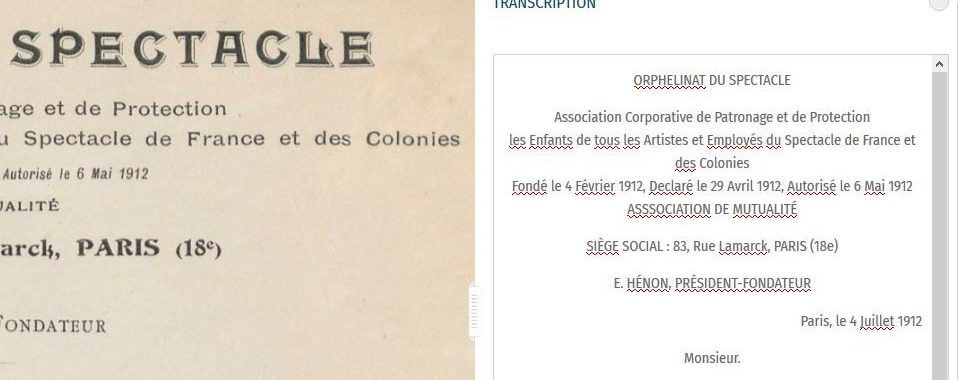 SPECTACLE
age et de Protection
u Spectacle de France et des Colonies
Autorisé le 6 Mai 1912
UALITÉ
arck, PARIS (18e)
FONDATEUR
TRANSCRIPTION
ORPHELINAT DU SPECTACLE
Association Corporative de Patronage et de Protection
les Enfants de tous les Artistes et Employés du Spectacle de France et
des Colonies
Fondé le 4 Février 1912, Declaré le 29 Avril 1912, Autorisé le 6 Mai 1912
ASSSOCIATION DE MUTUALITÉ
SIÈGE SOCIAL : 83, Rue Lamarck, PARIS (18e)
E. HÉNON, PRÉSIDENT-FONDATEUR
Paris, le 4 Juillet 1912
Monsieur.